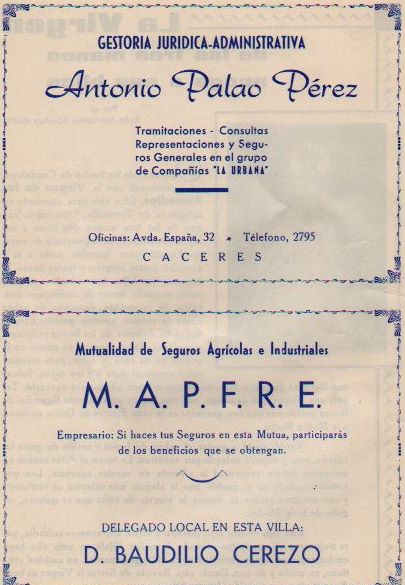 GESTORIA JURIDICA-ADMINISTRATIVA
Antonio Palao Pérez
Tramitaciones - Consultas
Representaciones y Segu-
ros Generales en el grupo
de Compañías "LA URBANA"
Oficinas: Avda. España, 32 * Teléfono, 2795
CACERES
Mutualidad de Seguros Agrícolas e Industriales
M. A. P. F. R. E.
Empresario: Si haces tus Seguros en esta Mutua, participarás
de los beneficios que se obtengan.
DELEGADO LOCAL EN ESTA VILLA:
D. BAUDILIO CEREZO